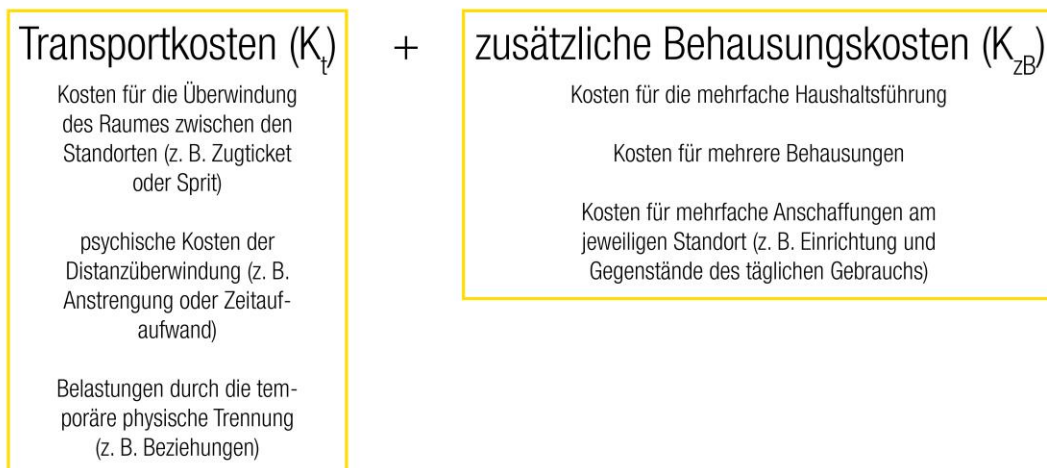 Transportkosten (Kt)
Kosten für die Überwindung
des Raumes zwischen den
Standorten (z. B. Zugticket
oder Sprit)
psychische Kosten der
Distanzüberwindung (z. B.
Anstrengung oder Zeitauf-
aufwand)
Belastungen durch die tem-
poräre physische Trennung
(z. B. Beziehungen)
+
zusätzliche Behausungskosten (KzB)
Kosten für die mehrfache Haushaltsführung
Kosten für mehrere Behausungen
Kosten für mehrfache Anschaffungen am
jeweiligen Standort (z. B. Einrichtung und
Gegenstände des täglichen Gebrauchs)